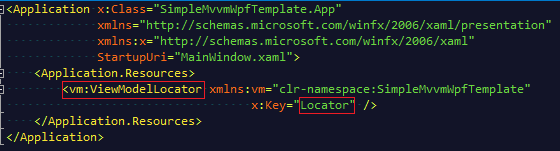 <Application x:Class="SimpleMvvmWpfTemplate.App"
xmlns="http://schemas.microsoft.com/winfx/2006/xaml/presentation"
xmlns:x="http://schemas.microsoft.com/winfx/2006/xaml"
StartupUri="MainWindow.xaml">
<Application.Resources>
<vm:ViewModelLocator xmlns:vm="clr-namespace:SimpleMvvmWpfTemplate"
x:Key="Locator" />
</Application.Resources>
</Application>